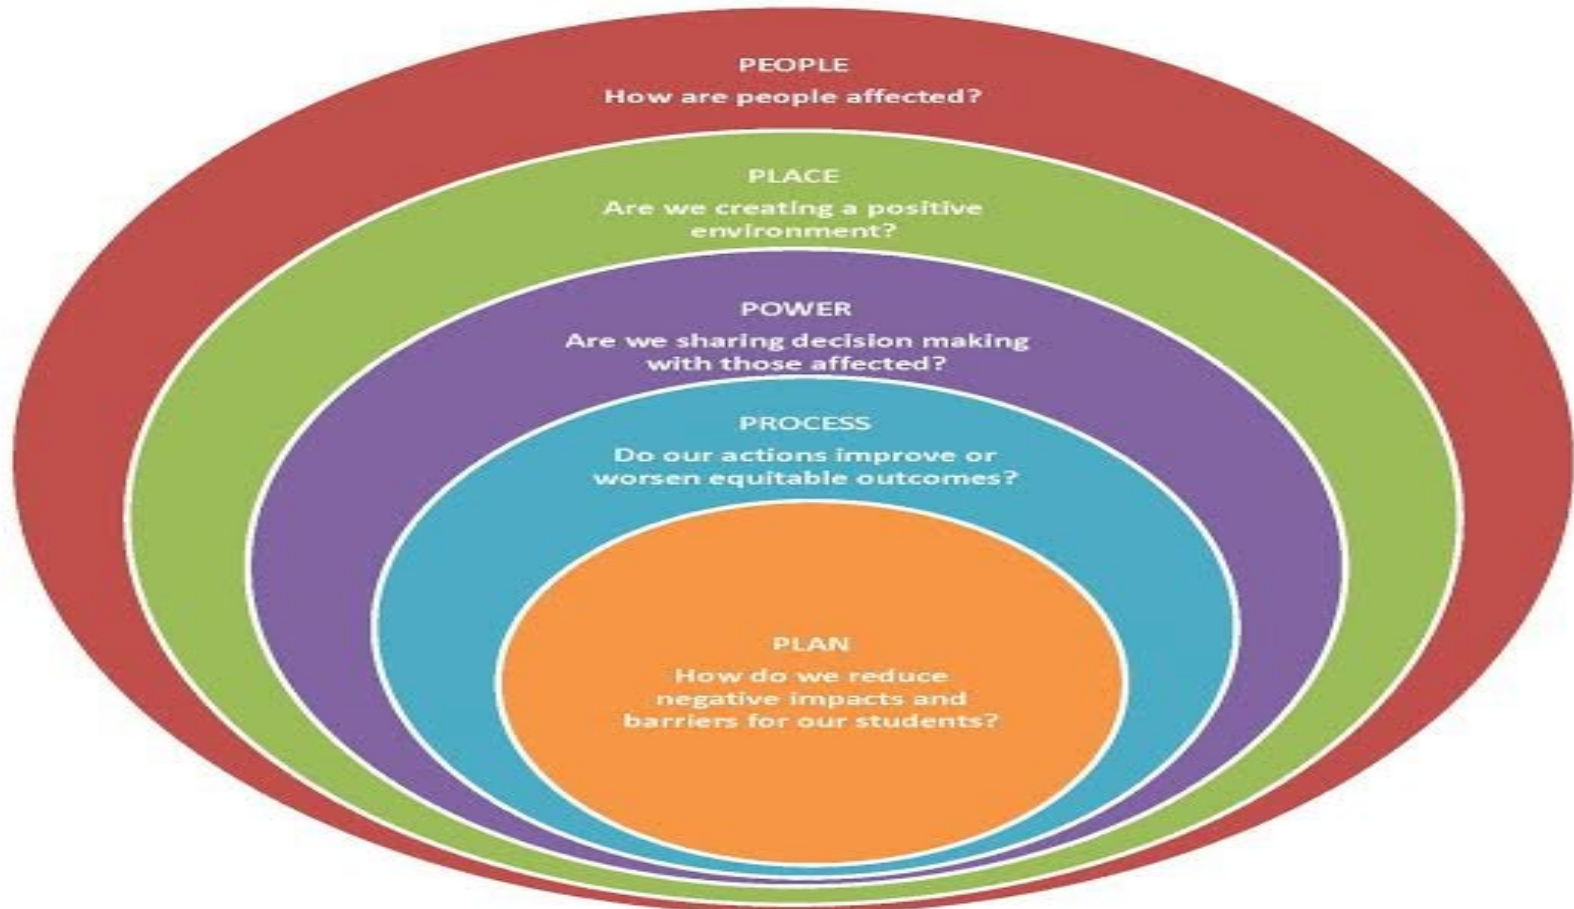 PEOPLE
How are people affected?
PLACE
Are we creating a positive
environment?
POWER
Are we sharing decision making
with those affected?
PROCESS
Do our actions improve or
worsen equitable outcomes?
PLAN
How do we reduce
negative impacts and
barriers for our students?